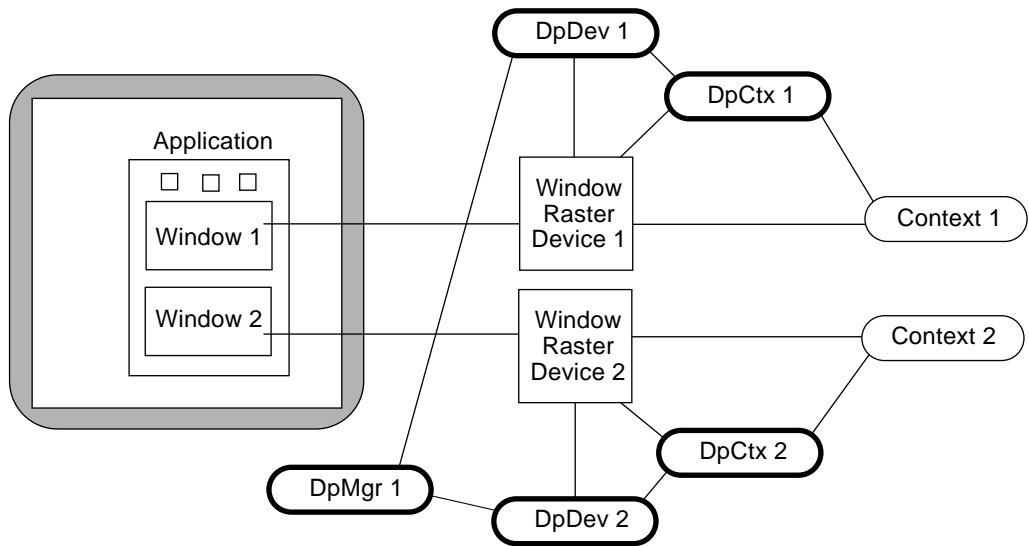 DpDev 1
DpCtx 1
Application
Window 1
Window
Raster
Device 1
Context 1
Window 2
Window
Raster
Device 2
Context 2
DpCtx 2
DpMgr 1
DpDev 2